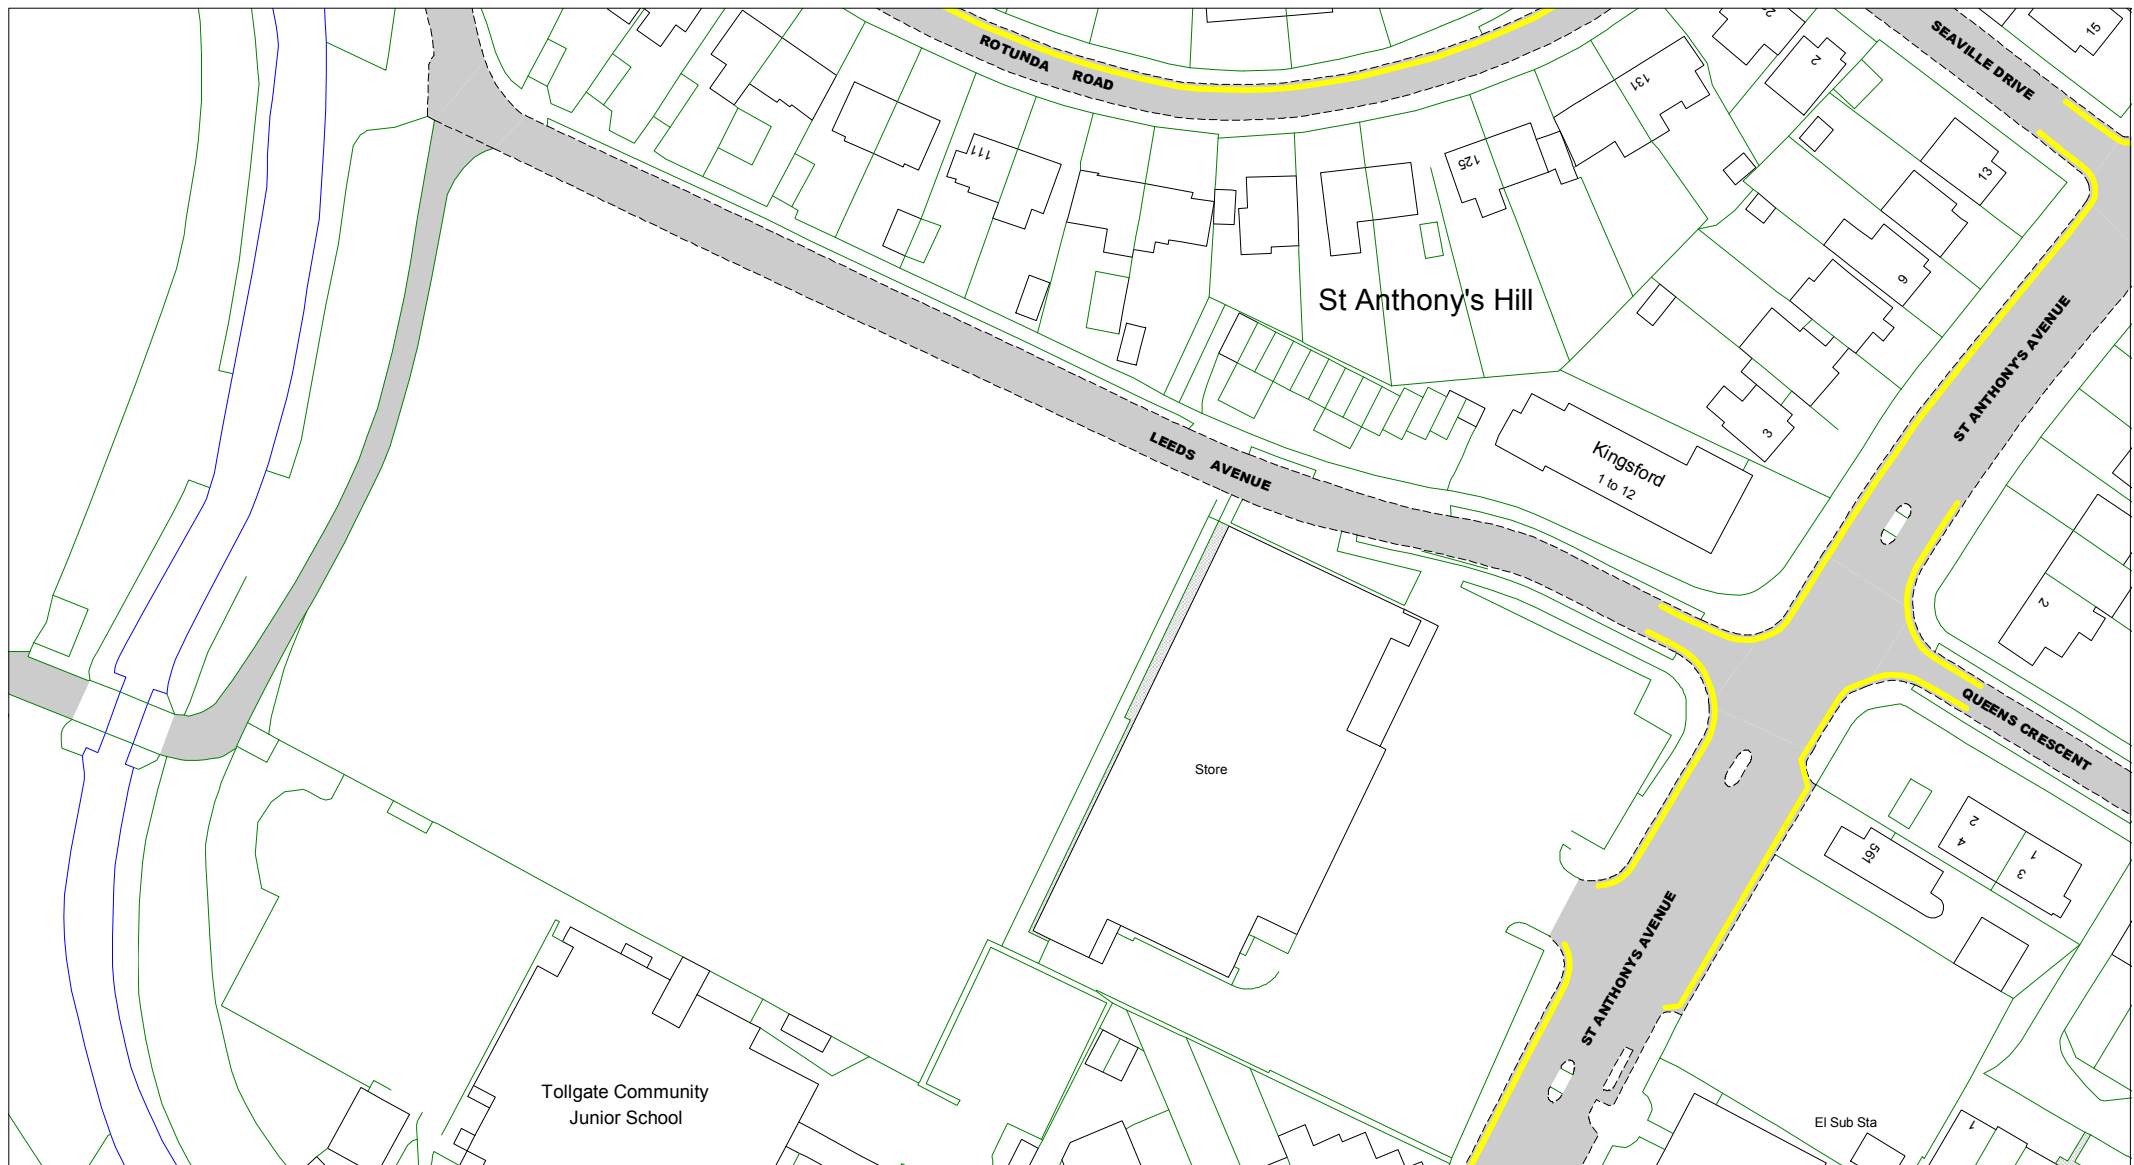 ROTUNDA ROAD
SEAVILLE DRIVE
15
2
131
111
125
13
9
St Anthony's Hill
ST ANTHONY'S AVENUE
3
Kingsford
1 to 12
LEEDS AVENUE
2
QUEENS CRESCENT
Store
2
4
1
3
561
ST ANTHONYS AVENUE
Tollgate Community
Junior School
El Sub Sta
1